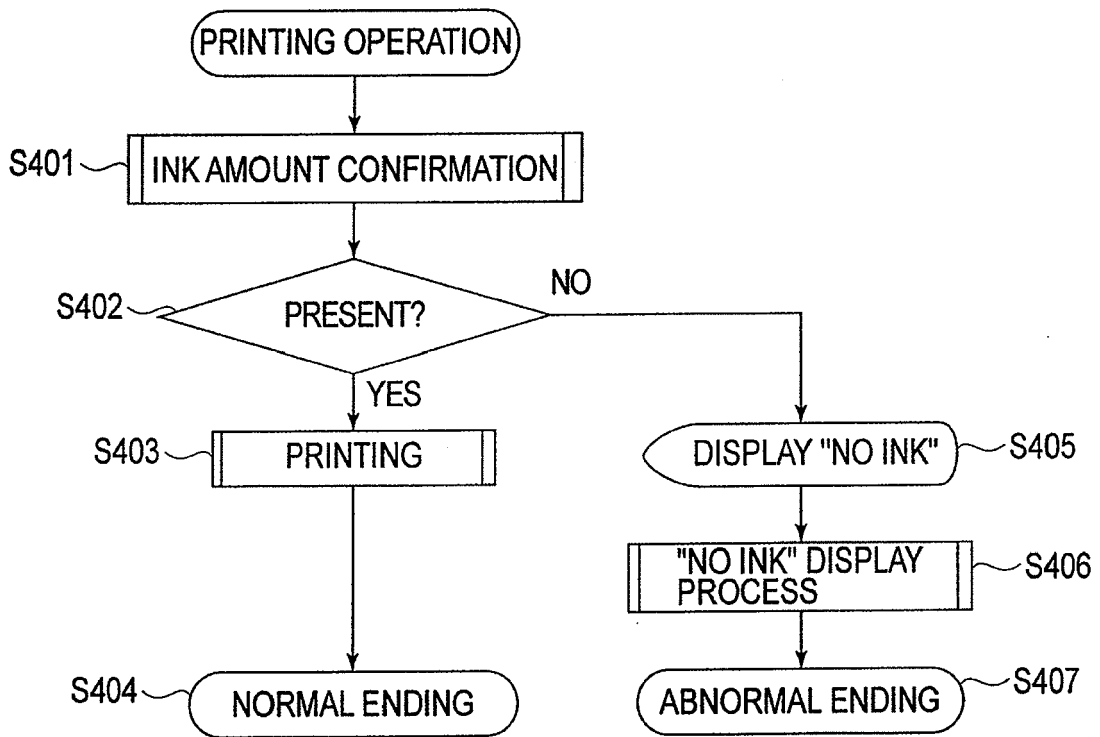 PRINTING OPERATION
S401
INK AMOUNT CONFIRMATION
S402
PRESENT?
NO
YES
S403
PRINTING
DISPLAY "NO INK"
S405
"NO INK" DISPLAY
PROCESS
S406
S404
NORMAL ENDING
ABNORMAL ENDING
S407